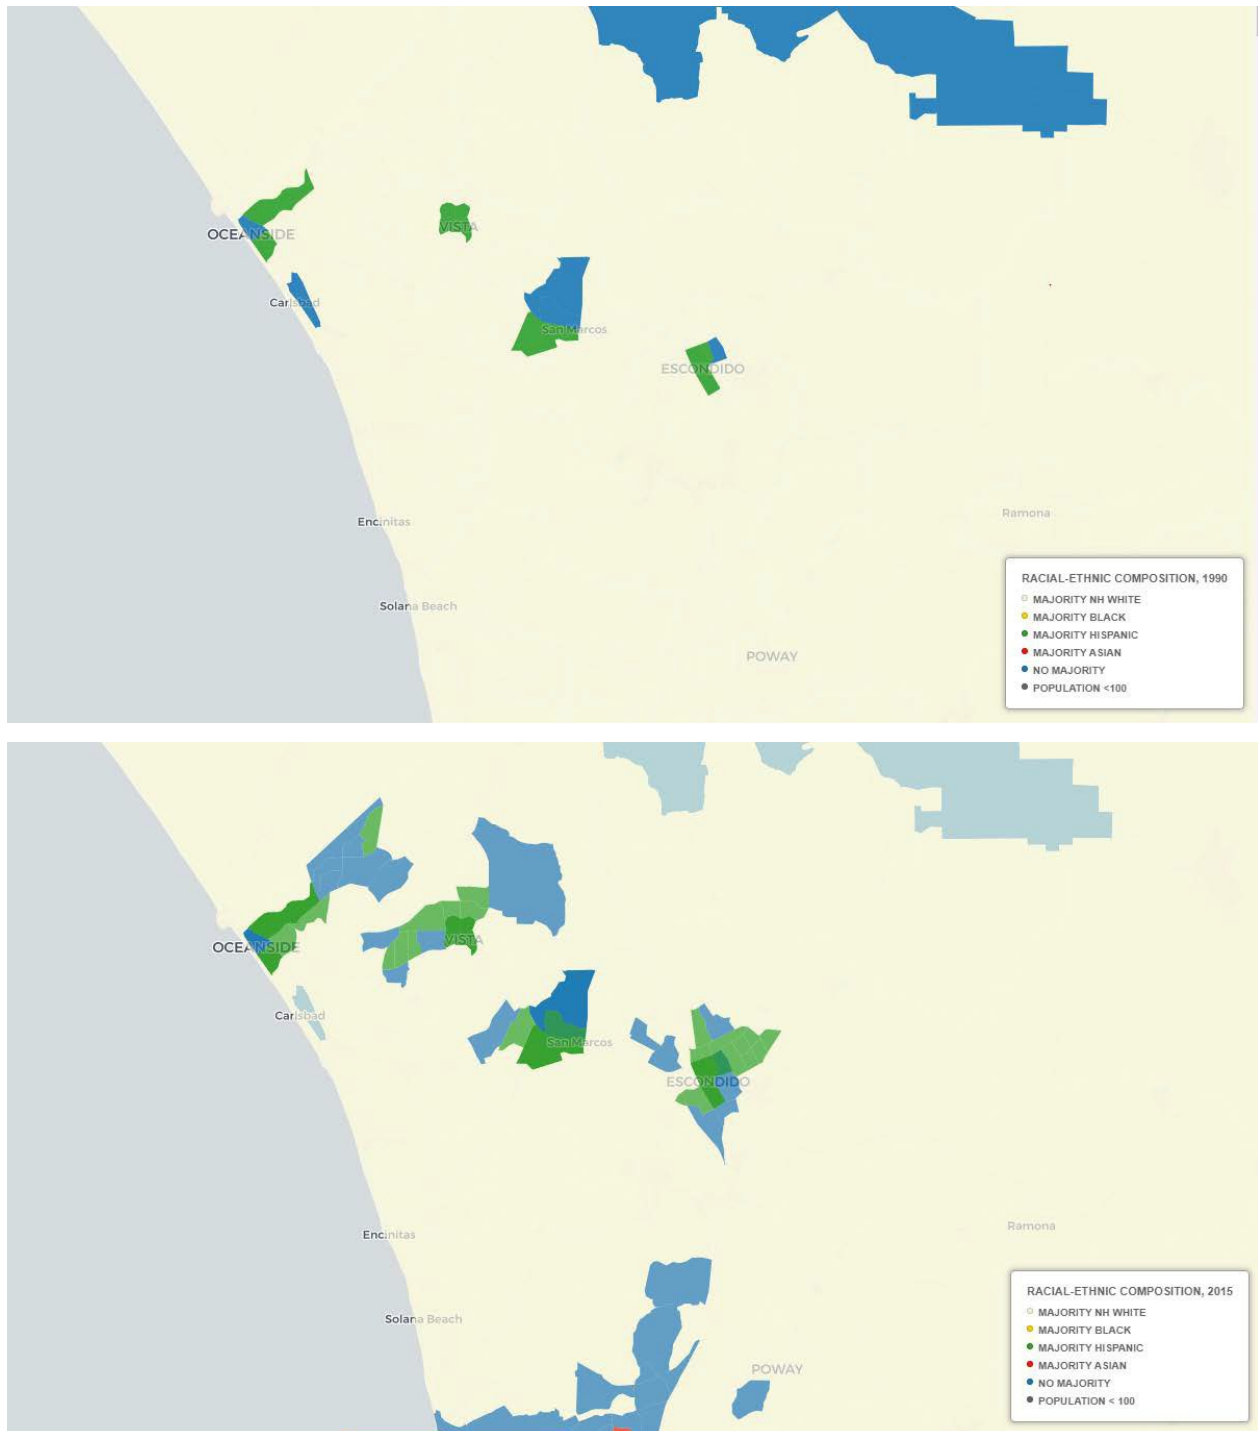 OCEANSIDE
VISTA
Carlsbad
San Marcos
ESCONDIDO
Encinitas
Ramona
Solana Beach
POWAY
RACIAL-ETHNIC COMPOSITION, 1990
MAJORITY NH WHITE
MAJORITY BLACK
MAJORITY HISPANIC
MAJORITY ASIAN
NO MAJORITY
POPULATION <100
OCEANSIDE
VISTA
Carlsbad
San Marcos
ESCONDIDO
Encinitas
Ramona
Solana Beach
POWAY
RACIAL-ETHNIC COMPOSITION, 2015
MAJORITY NH WHITE
MAJORITY BLACK
MAJORITY HISPANIC
MAJORITY ASIAN
NO MAJORITY
POPULATION < 100